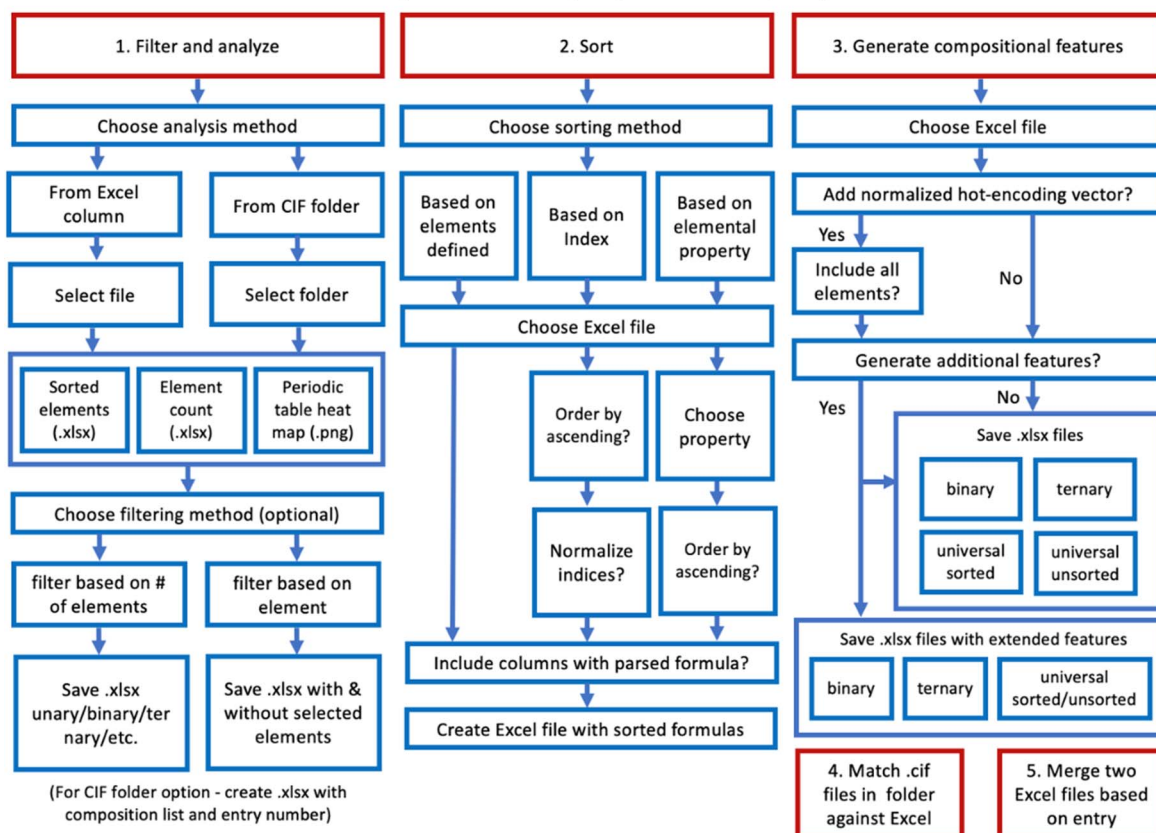 1. Filter and analyze
Choose analysis method
From Excel
column
From CIF folder
Select file
Select folder
Sorted
elements
(.xlsx)
Element
count
(.xlsx)
Periodic
table heat
map (.png)
Choose filtering method (optional)
filter based on #
of elements
filter based on
element
Save .xlsx
unary/binary/ter
nary/etc.
Save .xlsx with &
without selected
elements
(For CIF folder option - create .xlsx with
composition list and entry number)
2. Sort
Choose sorting method
Based on
elements
defined
Based on
Index
Based on
elemental
property
Choose Excel file
Order by
ascending?
Choose
property
Normalize
indices?
Order by
ascending?
Include columns with parsed formula?
Create Excel file with sorted formulas
3. Generate compositional features
Choose Excel file
Add normalized hot-encoding vector?
Yes
No
Include all
elements?
Generate additional features?
Yes
No
Save .xlsx files
binary
ternary
universal
sorted
universal
unsorted
Save .xlsx files with extended features
binary
ternary
universal
sorted/unsorted
4. Match .cif
files in folder
against Excel
5. Merge two
Excel files based
on entry